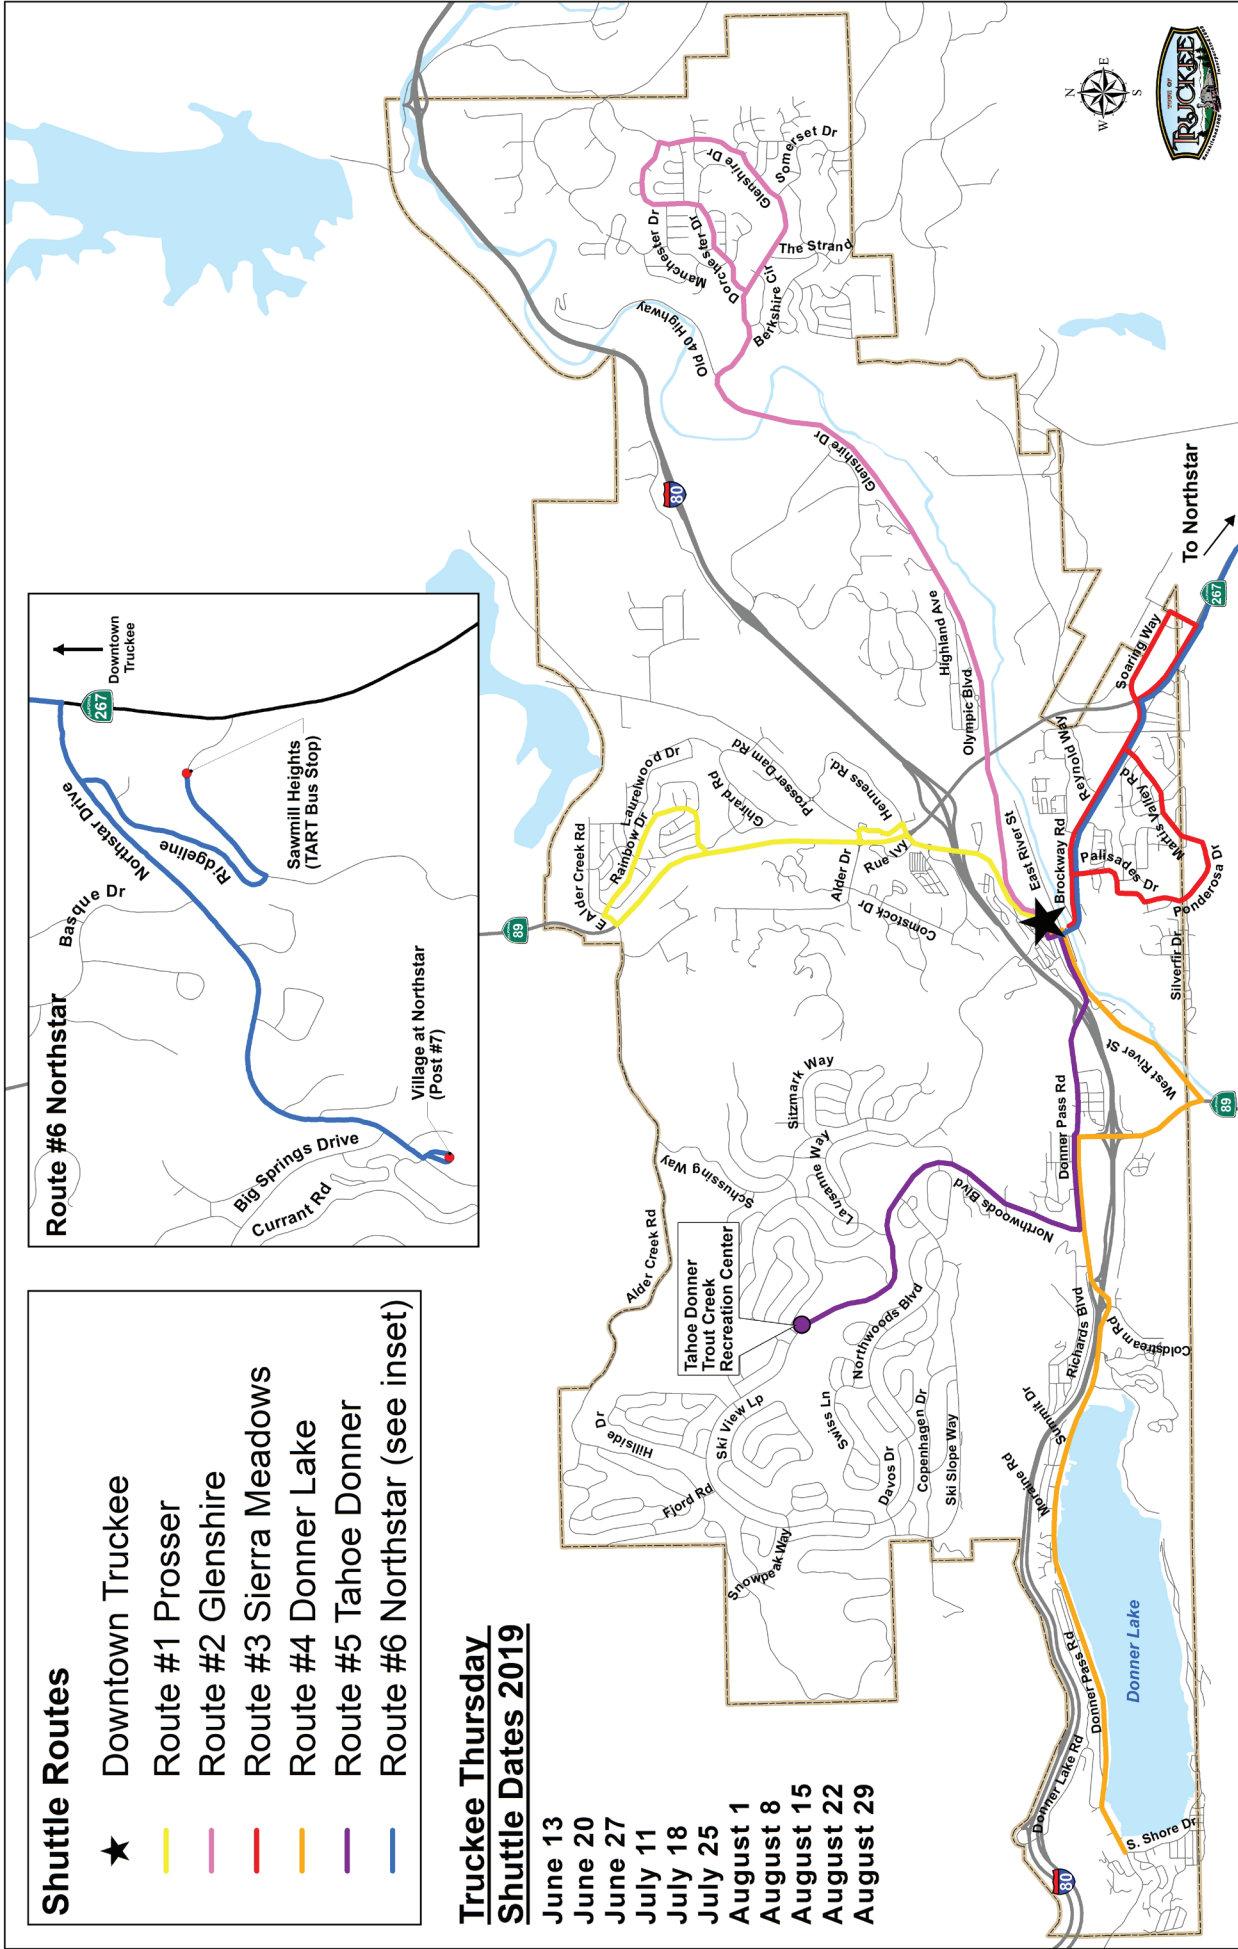 Shuttle Routes
Downtown Truckee
Route #1 Prosser
Route #2 Glenshire
Route #3 Sierra Meadows
Route #4 Donner Lake
Route #5 Tahoe Donner
Route #6 Northstar (see inset)
Route #6 Northstar
Basque Dr
Northstar Drive
Ridgeline
Big Springs Drive
Currant Rd
267
Downtown
Truckee
Sawmill Heights
(TART Bus Stop)
Village at Northstar
(Post #7)
Truckee Thursday
Shuttle Dates 2019
June 13
June 20
June 27
July 11
July 18
July 25
August 1
August 8
August 15
August 22
August 29
89
E Alder Creek Rd
Rainbow Dr
Laurelwood Dr
Ghirard Rd
Prosser Dam Rd
Henness Rd.
Alder Dr
Rue Ivy
Comstock Dr
Alder Creek Rd
Schussing Way
Sitzmark Way
Lausanne Way
Tahoe Donner
Trout Creek
Recreation Center
Hillside Dr
Fjord Rd
Ski View Lp
Snowpeak Way
Swiss Ln
Northwoods Blvd
Davos Dr
Copenhagen Dr
Ski Slope Way
Northwoods Blvd
Donner Pass Rd
Richards Blvd
Coldstream Rd
Summit Dr
Moraine Rd
Donner Pass Rd
Donner Lake Rd
Donner Lake
S. Shore Dr
80
West River St
89
Silverfir Dr
East River St
Brockway Rd
Palisades Dr
Ponderosa Dr
Martis Valley Rd
Reynold Way
Soaring Way
267
To Northstar
Olympic Blvd
Highland Ave
Glenshire Dr
80
Old 40 Highway
Berkshire Cir
Dorchester Dr
Manchester Dr
The Strand
Glenshire Dr
Somerset Dr
N
E
S
W
TOWN OF
TRUCKEE